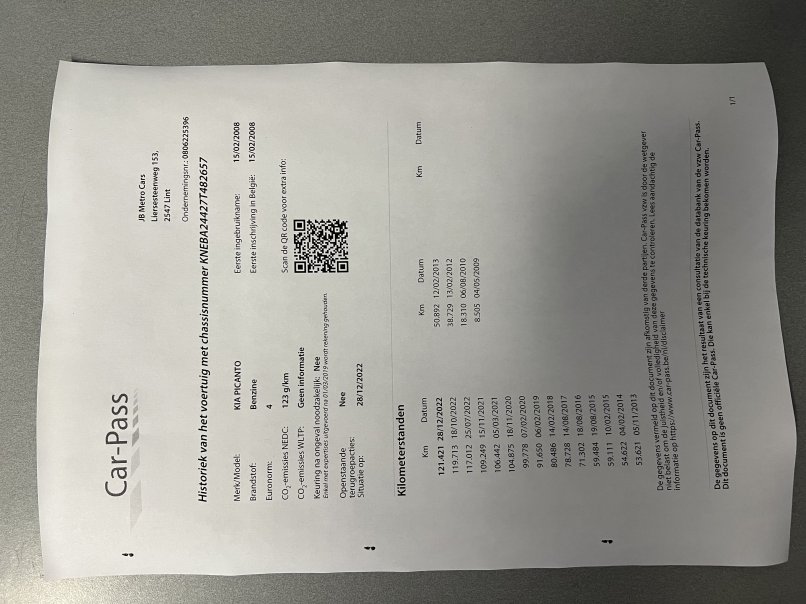 Car-Pass
JB Metro Cars
Liersesteenweg 153,
2547 Lint
Ondernemingsnr.: 0806225396
Historiek van het voertuig met chassisnummer KNEBA24427T482657
Merk/Model: KIA PICANTO
Eerste ingebruikname: 15/02/2008
Brandstof: Benzine
Eerste inschrijving in België: 15/02/2008
Euronorm: 4
CO₂-emissies NEDC: 123 g/km
Scan de QR code voor extra info:
CO₂-emissies WLTP: Geen informatie
Keuring na ongeval noodzakelijk: Nee
Enkel met expertises uitgevoerd na 01/03/2019 wordt rekening gehouden.
Openstaande terugroepacties: Nee
Situatie op: 28/12/2022
Kilometerstanden
Km Datum
121.421 28/12/2022
119.713 18/10/2022
117.012 25/07/2022
109.249 15/11/2021
106.442 05/03/2021
104.875 18/11/2020
99.778 07/02/2020
91.650 06/02/2019
80.486 14/02/2018
78.728 14/08/2017
71.302 18/08/2016
59.484 19/08/2015
59.111 10/02/2015
54.622 04/02/2014
53.621 05/11/2013
Km Datum
50.892 12/02/2013
38.729 13/02/2012
18.310 06/08/2010
8.505 04/05/2009
Km Datum
De gegevens vermeld op dit document zijn afkomstig van derde partijen. Car-Pass vzw is door de wetgever
niet belast om de juistheid en/of volledigheid van deze gegevens te controleren. Lees aandachtig de
informatie op https://www.car-pass.be/nl/disclaimer
De gegevens op dit document zijn het resultaat van een consultatie van de databank van de vzw Car-Pass.
Dit document is geen officiële Car-Pass. Die kan enkel bij de technische keuring bekomen worden.
1/1